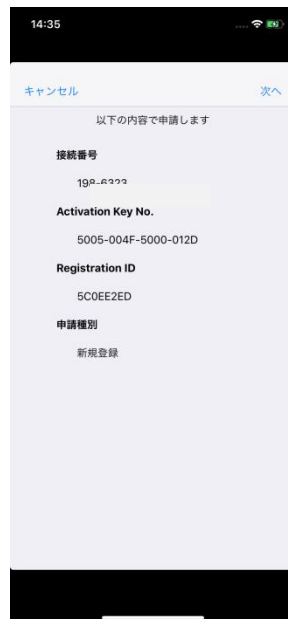 14:35
キャンセル
次へ
以下の内容で申請します
接続番号
198-6323
Activation Key No.
5005-004F-5000-012D
Registration ID
5C0EE2ED
申請種別
新規登録